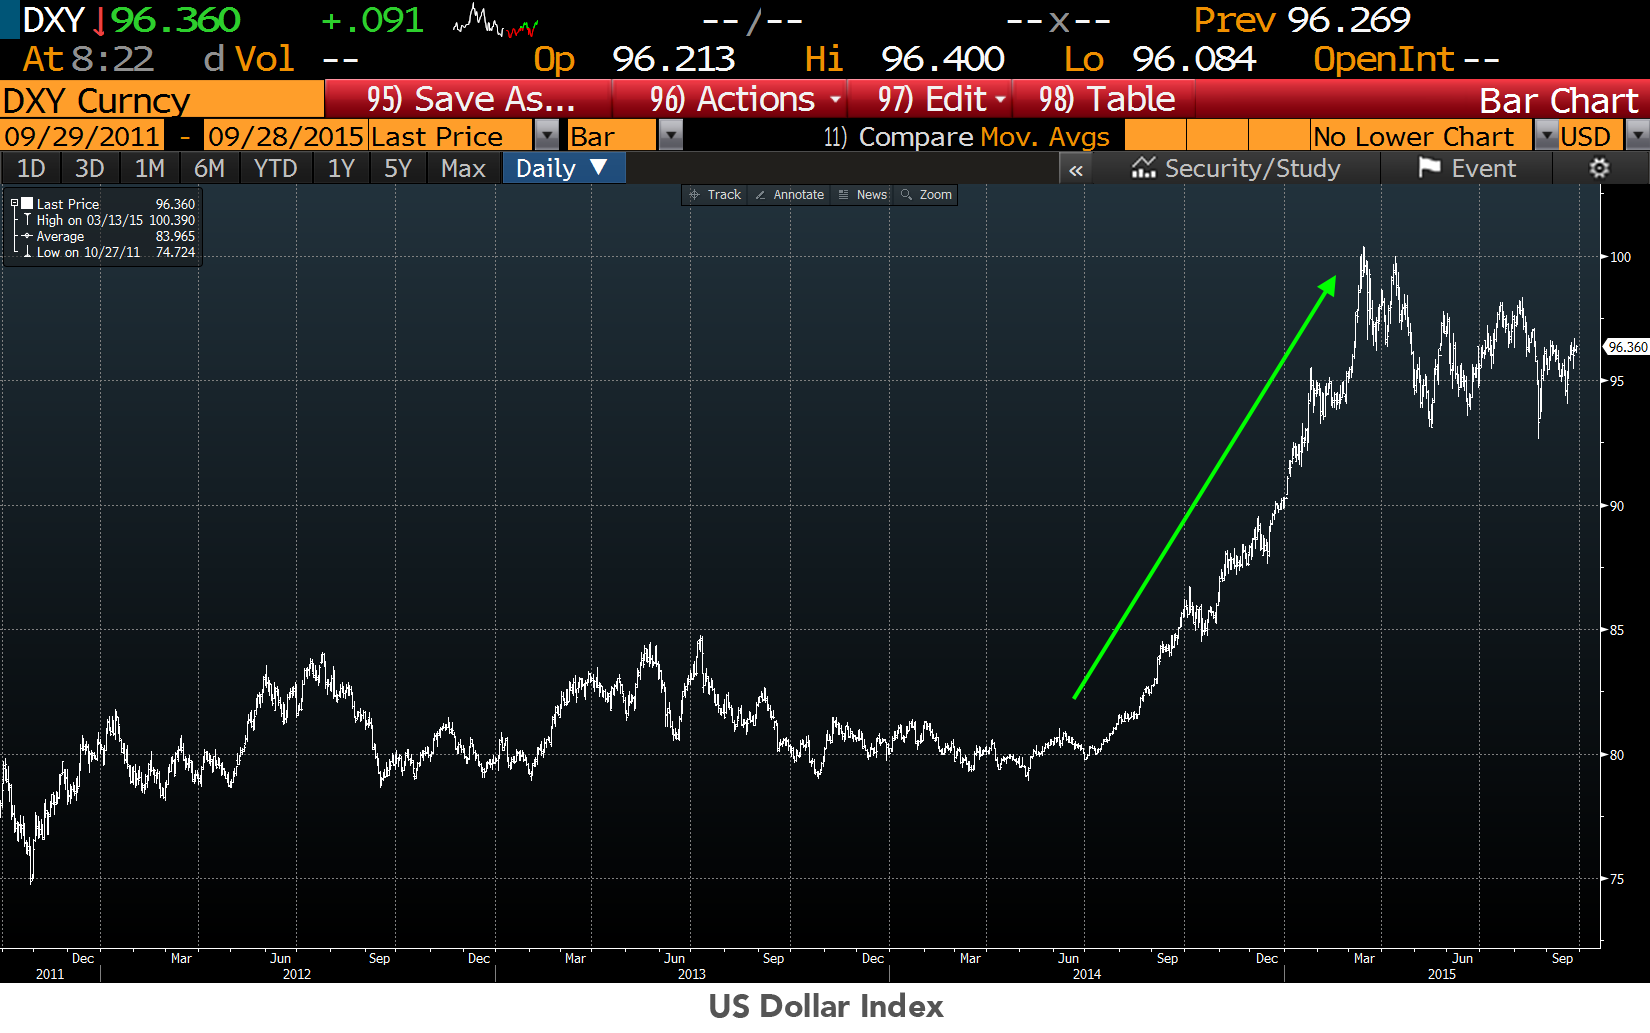 DXY ↓96.360 +.091 --/-- --x-- Prev 96.269
At 8:22 d Vol -- Op 96.213 Hi 96.400 Lo 96.084 OpenInt --
DXY Curncy 95) Save As... 96) Actions 97) Edit 98) Table Bar Chart
09/29/2011 - 09/28/2015 Last Price Bar 11) Compare Mov. Avgs No Lower Chart USD
1D 3D 1M 6M YTD 1Y 5Y Max Daily ▼ « Security/Study Event
Track Annotate News Zoom
Last Price 96.360
High on 03/13/15 100.390
Average 83.965
Low on 10/27/11 74.724
100
96.360
95
90
85
80
75
Dec Mar Jun Sep Dec Mar Jun Sep Dec Mar Jun Sep Dec Mar Jun Sep
2011 2012 2013 2014 2015
US Dollar Index